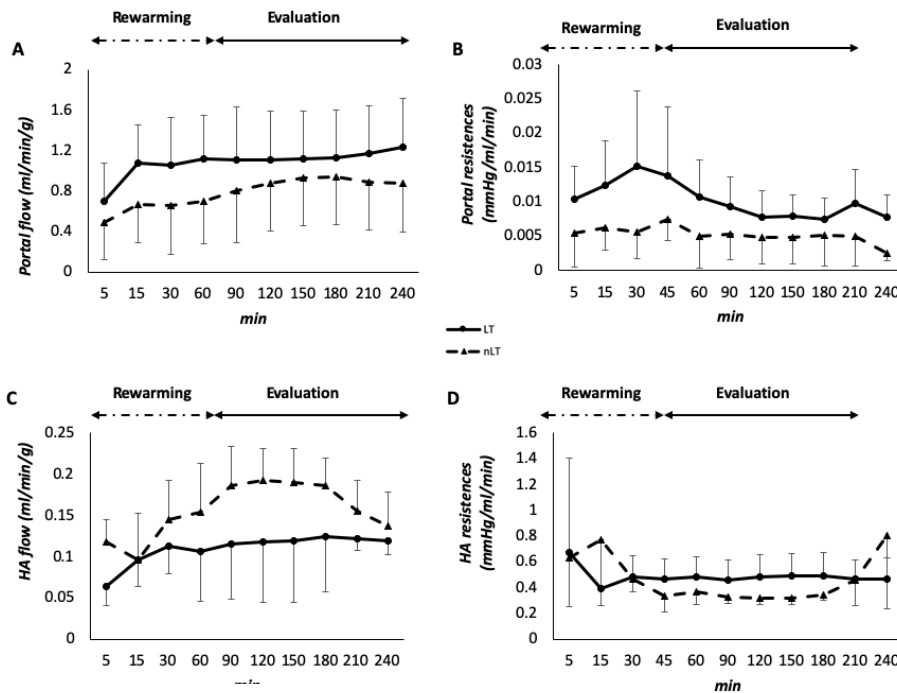 Rewarming Evaluation
A
2
1.6
1.2
0.8
0.4
0
Portal flow (ml/min/g)
5 15 30 60 90 120 150 180 210 240
min
Rewarming Evaluation
B
0.03
0.025
0.02
0.015
0.01
0.005
0
Portal resistences
(mmHg/ml/min)
5 15 30 45 60 90 120 150 180 210 240
min
LT
nLT
Rewarming Evaluation
C
0.25
0.2
0.15
0.1
0.05
0
HA flow (ml/min/g)
5 15 30 60 90 120 150 180 210 240
min
Rewarming Evaluation
D
1.6
1.4
1.2
1
0.8
0.6
0.4
0.2
0
HA resistences
(mmHg/ml/min)
5 15 30 45 60 90 120 150 180 210 240
min